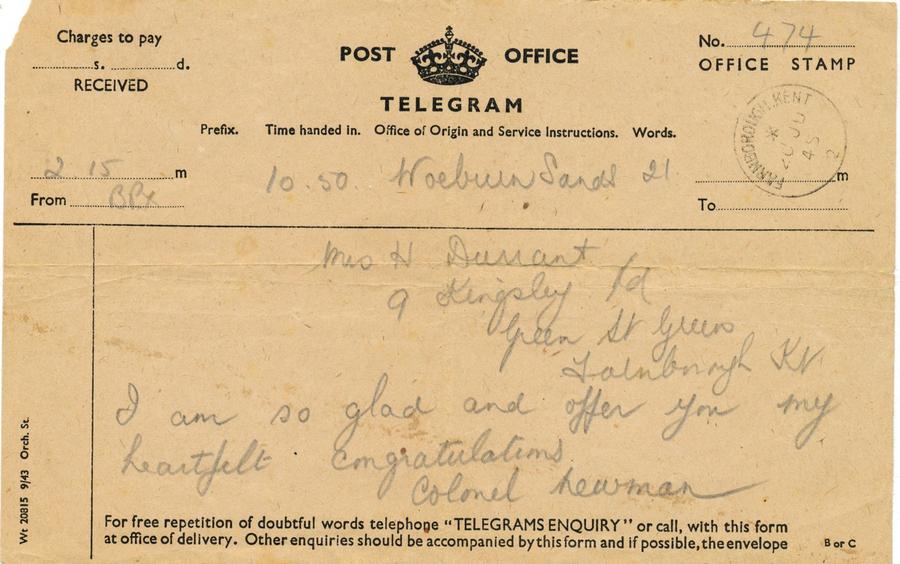 Charges to pay
s. d.
RECEIVED
POST OFFICE
TELEGRAM
No. 474
OFFICE STAMP
FARNBOROUGH. KENT
45
Prefix. Time handed in. Office of Origin and Service Instructions. Words.
2 15 m
10.50 Woeburn Sands 21
m
From
To
Mrs H Durrant
9 Kingsley Rd
Green St Green
Farnborough Kt
I am so glad and offer you my
heartfelt congratulations
Colonel Newman
For free repetition of doubtful words telephone "TELEGRAMS ENQUIRY" or call, with this form
at office of delivery. Other enquiries should be accompanied by this form and if possible, the envelope
B or C
Wt 20815 9/43 Orch. St.